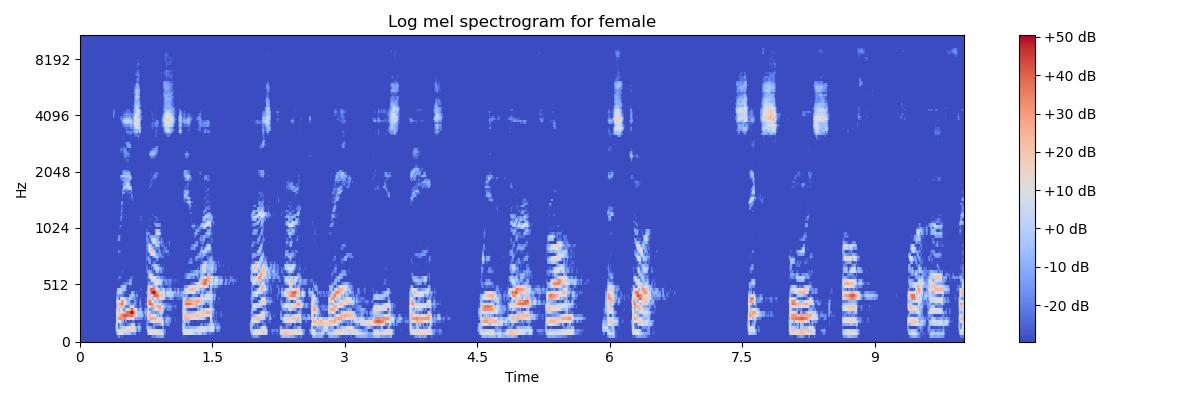 Log mel spectrogram for female
Hz
8192
4096
2048
1024
512
0
0 1.5 3 4.5 6 7.5 9
Time
+50 dB
+40 dB
+30 dB
+20 dB
+10 dB
+0 dB
-10 dB
-20 dB